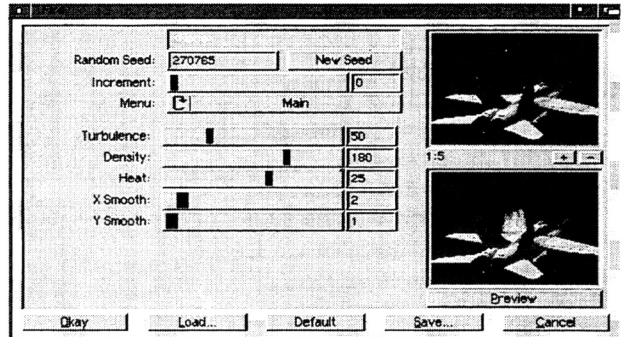 Random Seed: 270765 New Seed
Increment: 0
Menu: Main
Turbulence: 50
Density: 180
Heat: 25
X Smooth: 2
Y Smooth: 1
1:5 + -
Preview
Okay Load... Default Save... Cancel